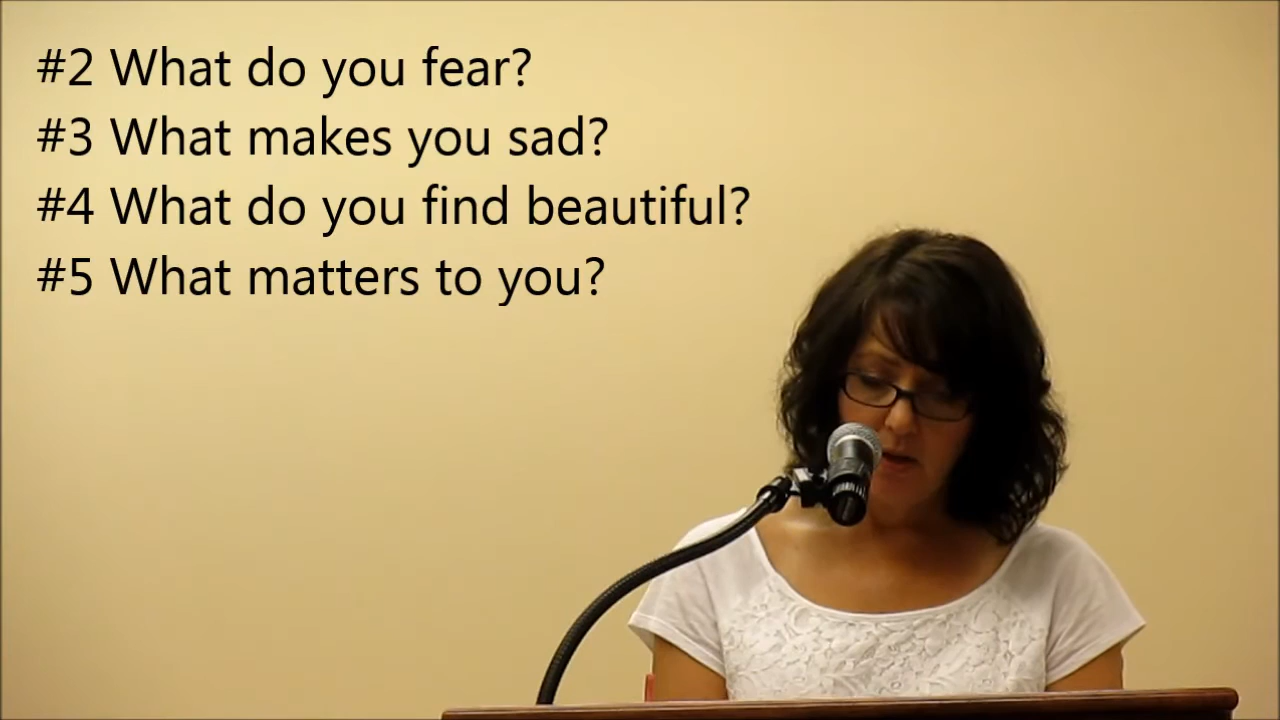 #2 What do you fear?
#3 What makes you sad?
#4 What do you find beautiful?
#5 What matters to you?